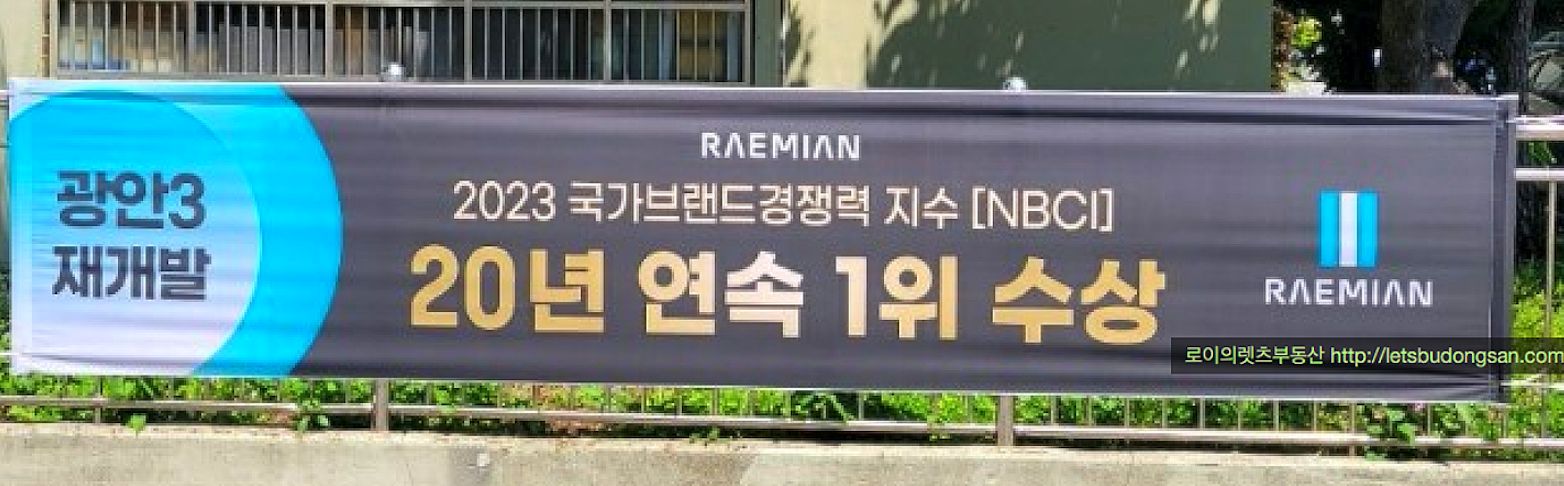 광안3
재개발
RAEMIAN
2023 국가브랜드경쟁력 지수 [NBCI]
20년 연속 1위 수상
RAEMIAN
로이의렛츠부동산 http://letsbudongsan.com